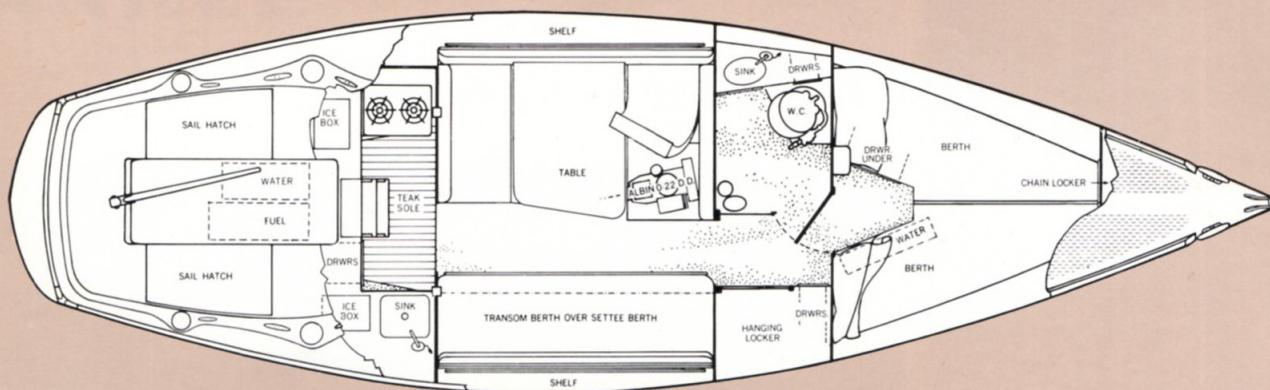 SHELF
SINK
DRWRS.
W.C.
ICE
BOX
SAIL HATCH
WATER
FUEL
TEAK
SOLE
TABLE
ALBIN O-22 D.D.
DRWR.
UNDER
BERTH
CHAIN LOCKER
WATER
BERTH
SAIL HATCH
DRWRS
ICE
BOX
SINK
TRANSOM BERTH OVER SETTEE BERTH
HANGING
LOCKER
DRWRS.
SHELF